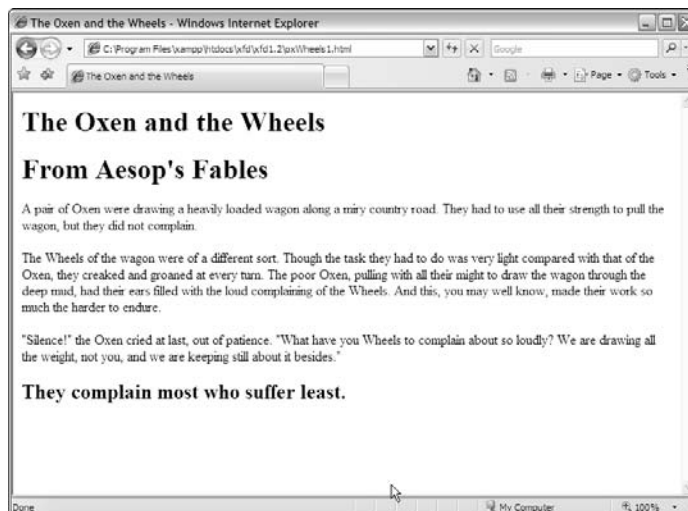 The Oxen and the Wheels - Windows Internet Explorer
C:\Program Files\xampp\htdocs\xfd\xfd1.2\oxWheels1.html
Google
The Oxen and the Wheels
Page
Tools
The Oxen and the Wheels
From Aesop's Fables
A pair of Oxen were drawing a heavily loaded wagon along a miry country road. They had to use all their strength to pull the
wagon, but they did not complain.
The Wheels of the wagon were of a different sort. Though the task they had to do was very light compared with that of the
Oxen, they creaked and groaned at every turn. The poor Oxen, pulling with all their might to draw the wagon through the
deep mud, had their ears filled with the loud complaining of the Wheels. And this, you may well know, made their work so
much the harder to endure.
"Silence!" the Oxen cried at last, out of patience. "What have you Wheels to complain about so loudly? We are drawing all
the weight, not you, and we are keeping still about it besides."
They complain most who suffer least.
Done
My Computer
100%